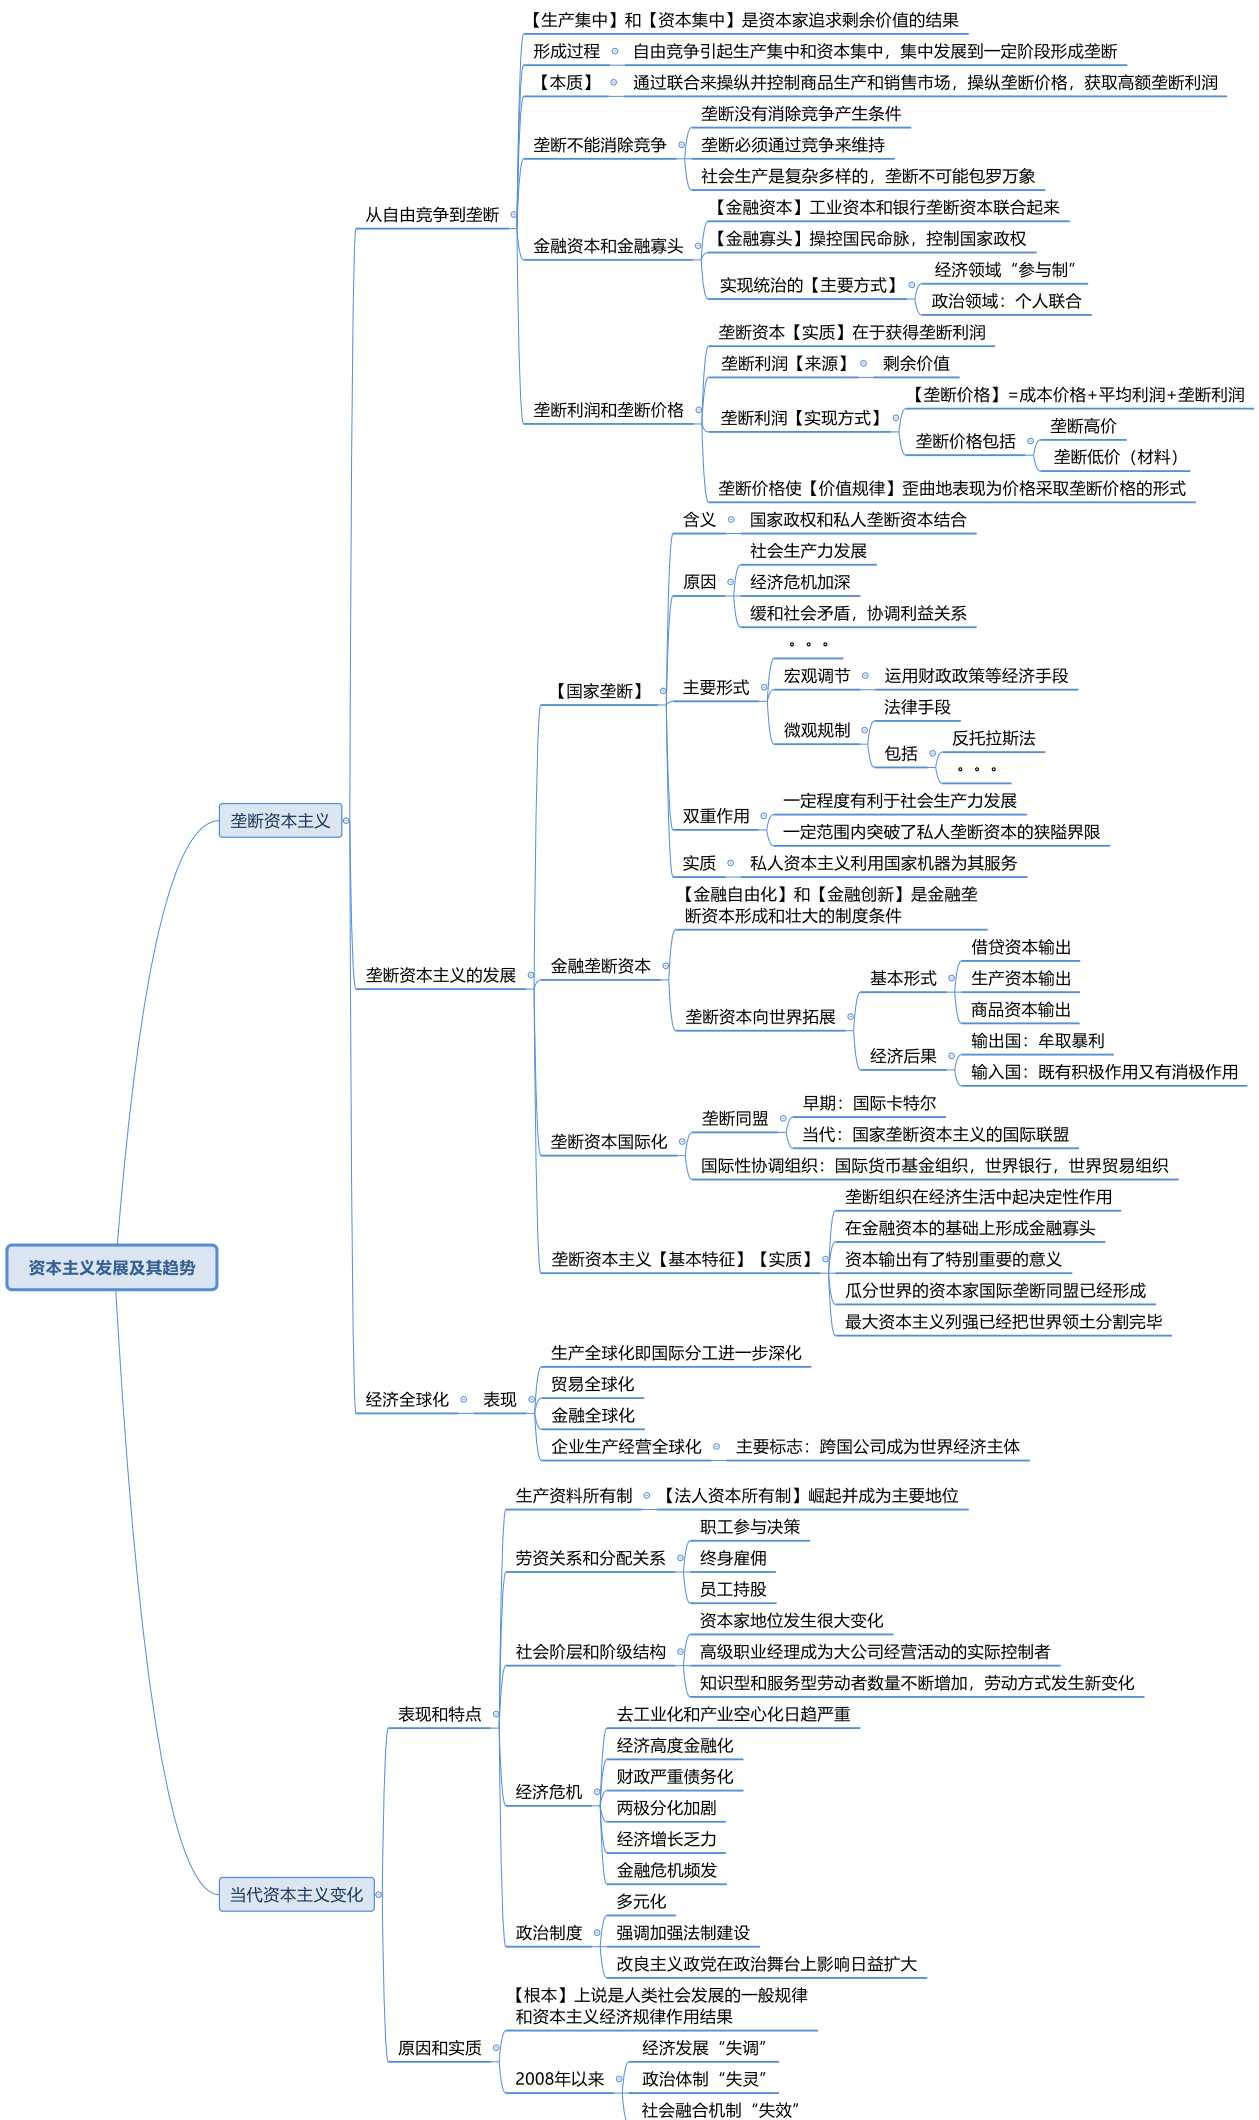 【生产集中】和【资本集中】是资本家追求剩余价值的结果
形成过程
自由竞争引起生产集中和资本集中，集中发展到一定阶段形成垄断
【本质】
通过联合来操纵并控制商品生产和销售市场，操纵垄断价格，获取高额垄断利润
垄断不能消除竞争
垄断没有消除竞争产生条件
垄断必须通过竞争来维持
社会生产是复杂多样的，垄断不可能包罗万象
从自由竞争到垄断
金融资本和金融寡头
【金融资本】工业资本和银行垄断资本联合起来
【金融寡头】操控国民命脉，控制国家政权
实现统治的【主要方式】
经济领域“参与制”
政治领域：个人联合
垄断利润和垄断价格
垄断资本【实质】在于获得垄断利润
垄断利润【来源】
剩余价值
垄断利润【实现方式】
【垄断价格】=成本价格+平均利润+垄断利润
垄断价格包括
垄断高价
垄断低价（材料）
垄断价格使【价值规律】歪曲地表现为价格采取垄断价格的形式
【国家垄断】
含义
国家政权和私人垄断资本结合
原因
社会生产力发展
经济危机加深
缓和社会矛盾，协调利益关系
主要形式
。。。
宏观调节
运用财政政策等经济手段
微观规制
法律手段
包括
反托拉斯法
。。。
双重作用
一定程度有利于社会生产力发展
一定范围内突破了私人垄断资本的狭隘界限
实质
私人资本主义利用国家机器为其服务
垄断资本主义
垄断资本主义的发展
金融垄断资本
【金融自由化】和【金融创新】是金融垄
断资本形成和壮大的制度条件
垄断资本向世界拓展
基本形式
借贷资本输出
生产资本输出
商品资本输出
经济后果
输出国：牟取暴利
输入国：既有积极作用又有消极作用
垄断资本国际化
垄断同盟
早期：国际卡特尔
当代：国家垄断资本主义的国际联盟
国际性协调组织：国际货币基金组织，世界银行，世界贸易组织
垄断资本主义【基本特征】【实质】
垄断组织在经济生活中起决定性作用
在金融资本的基础上形成金融寡头
资本输出有了特别重要的意义
瓜分世界的资本家国际垄断同盟已经形成
最大资本主义列强已经把世界领土分割完毕
资本主义发展及其趋势
经济全球化
表现
生产全球化即国际分工进一步深化
贸易全球化
金融全球化
企业生产经营全球化
主要标志：跨国公司成为世界经济主体
当代资本主义变化
表现和特点
生产资料所有制
【法人资本所有制】崛起并成为主要地位
劳资关系和分配关系
职工参与决策
终身雇佣
员工持股
社会阶层和阶级结构
资本家地位发生很大变化
高级职业经理成为大公司经营活动的实际控制者
知识型和服务型劳动者数量不断增加，劳动方式发生新变化
经济危机
去工业化和产业空心化日趋严重
经济高度金融化
财政严重债务化
两极分化加剧
经济增长乏力
金融危机频发
政治制度
多元化
强调加强法制建设
改良主义政党在政治舞台上影响日益扩大
原因和实质
【根本】上说是人类社会发展的一般规律
和资本主义经济规律作用结果
2008年以来
经济发展“失调”
政治体制“失灵”
社会融合机制“失效”